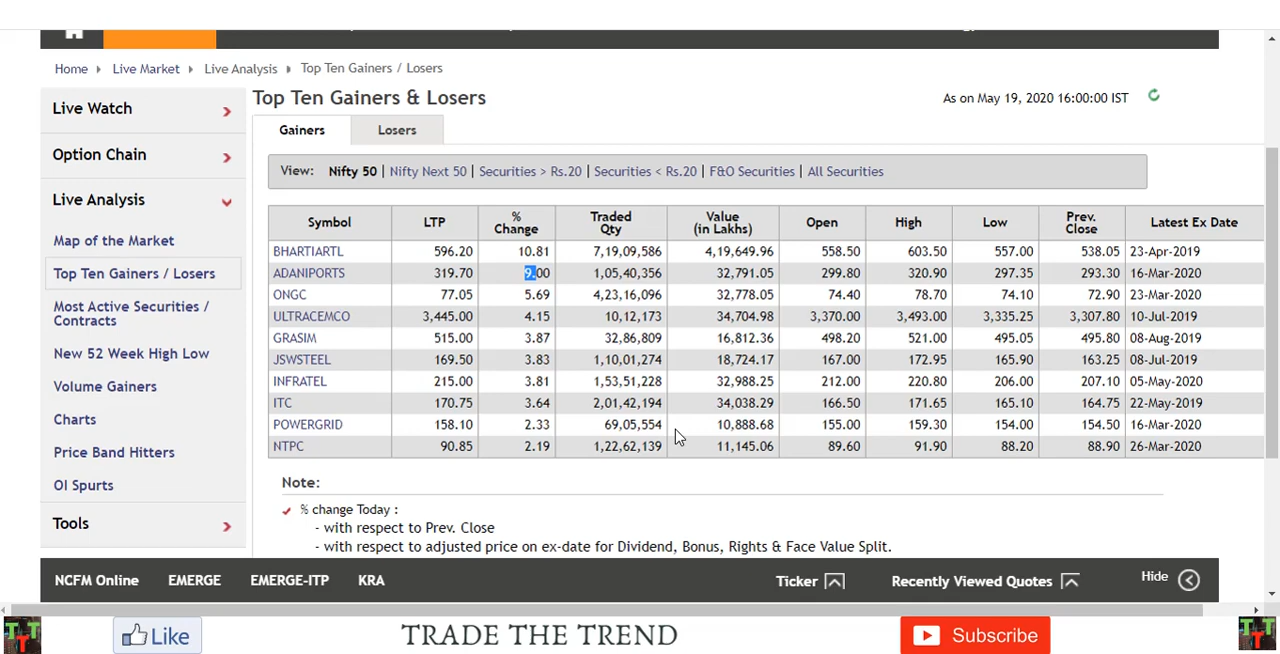 Home Live Market Live Analysis Top Ten Gainers / Losers
Live Watch
Option Chain
Live Analysis
Map of the Market
Top Ten Gainers / Losers
Most Active Securities /
Contracts
New 52 Week High Low
Volume Gainers
Charts
Price Band Hitters
OI Spurts
Tools
Top Ten Gainers & Losers
As on May 19, 2020 16:00:00 IST
Gainers Losers
View: Nifty 50 | Nifty Next 50 | Securities > Rs.20 | Securities < Rs.20 | F&O Securities | All Securities
Symbol LTP % Change Traded Qty Value (in Lakhs) Open High Low Prev. Close Latest Ex Date
BHARTIARTL 596.20 10.81 7,19,09,586 4,19,649.96 558.50 603.50 557.00 538.05 23-Apr-2019
ADANIPORTS 319.70 9.00 1,05,40,356 32,791.05 299.80 320.90 297.35 293.30 16-Mar-2020
ONGC 77.05 5.69 4,23,16,096 32,778.05 74.40 78.70 74.10 72.90 23-Mar-2020
ULTRACEMCO 3,445.00 4.15 10,12,173 34,704.98 3,370.00 3,493.00 3,335.25 3,307.80 10-Jul-2019
GRASIM 515.00 3.87 32,86,809 16,812.36 498.20 521.00 495.05 495.80 08-Aug-2019
JSWSTEEL 169.50 3.83 1,10,01,274 18,724.17 167.00 172.95 165.90 163.25 08-Jul-2019
INFRATEL 215.00 3.81 1,53,51,228 32,988.25 212.00 220.80 206.00 207.10 05-May-2020
ITC 170.75 3.64 2,01,42,194 34,038.29 166.50 171.65 165.10 164.75 22-May-2019
POWERGRID 158.10 2.33 69,05,554 10,888.68 155.00 159.30 154.00 154.50 16-Mar-2020
NTPC 90.85 2.19 1,22,62,139 11,145.06 89.60 91.90 88.20 88.90 26-Mar-2020
Note:
% change Today :
- with respect to Prev. Close
- with respect to adjusted price on ex-date for Dividend, Bonus, Rights & Face Value Split.
NCFM Online EMERGE EMERGE-ITP KRA Ticker Recently Viewed Quotes Hide
Like TRADE THE TREND Subscribe